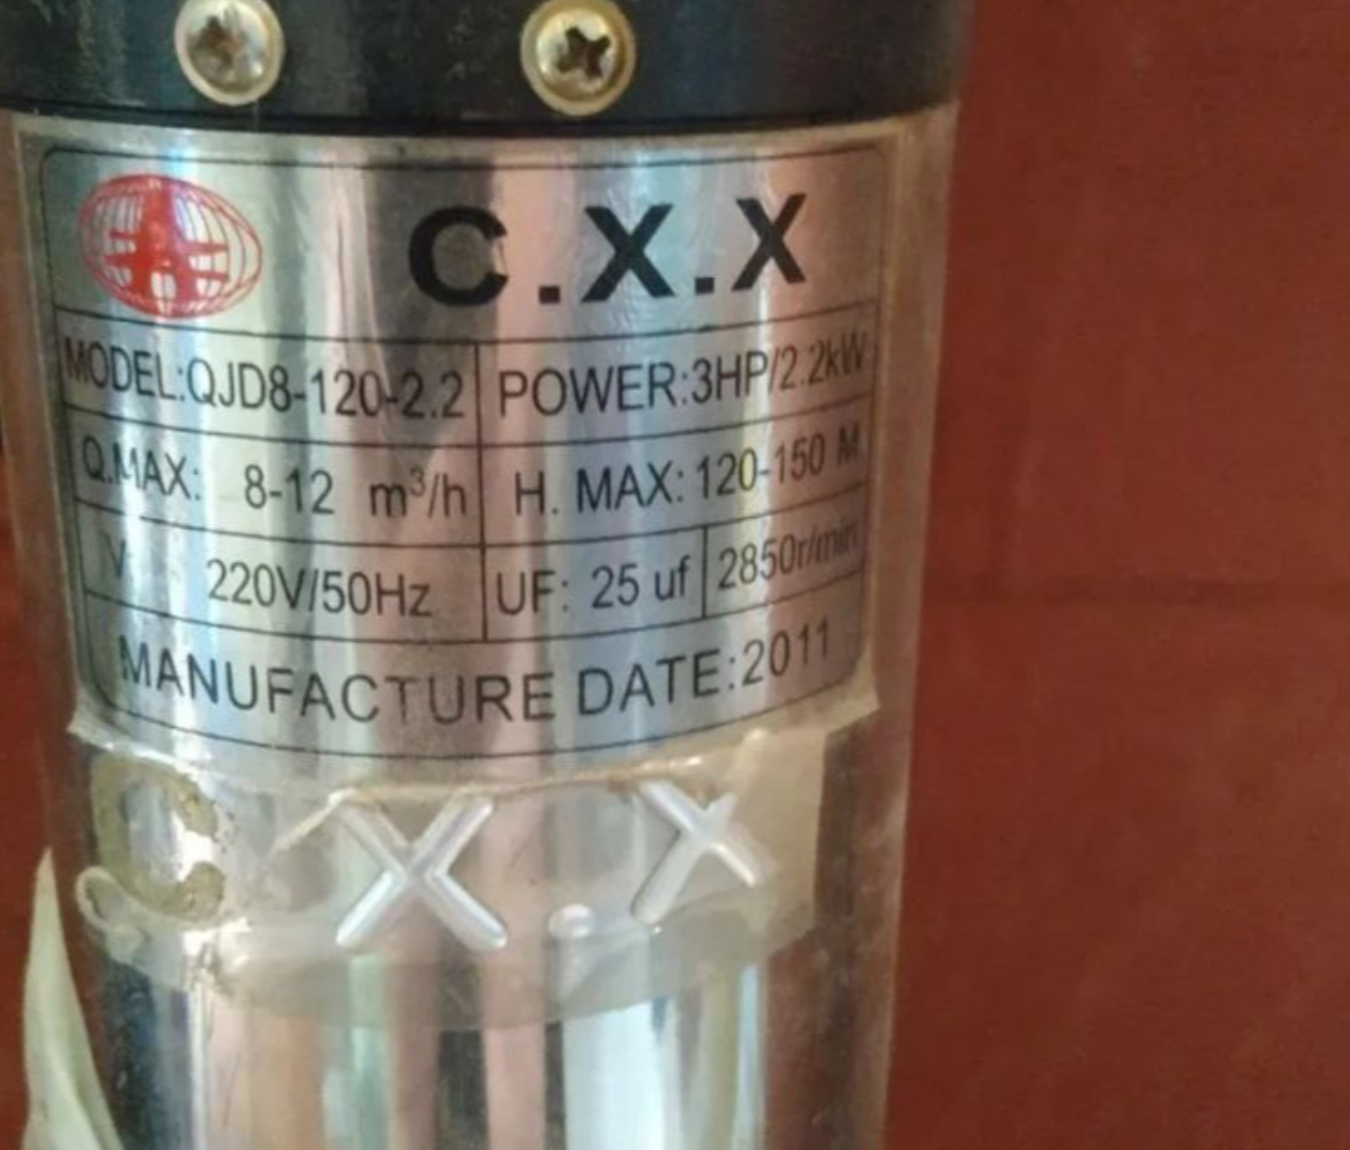 C.X.X
MODEL:QJD8-120-2.2 POWER:3HP/2.2kW
Q.MAX: 8-12 m³/h H. MAX: 120-150 M
V 220V/50Hz UF: 25 uf 2850r/min
MANUFACTURE DATE:2011
C X.X